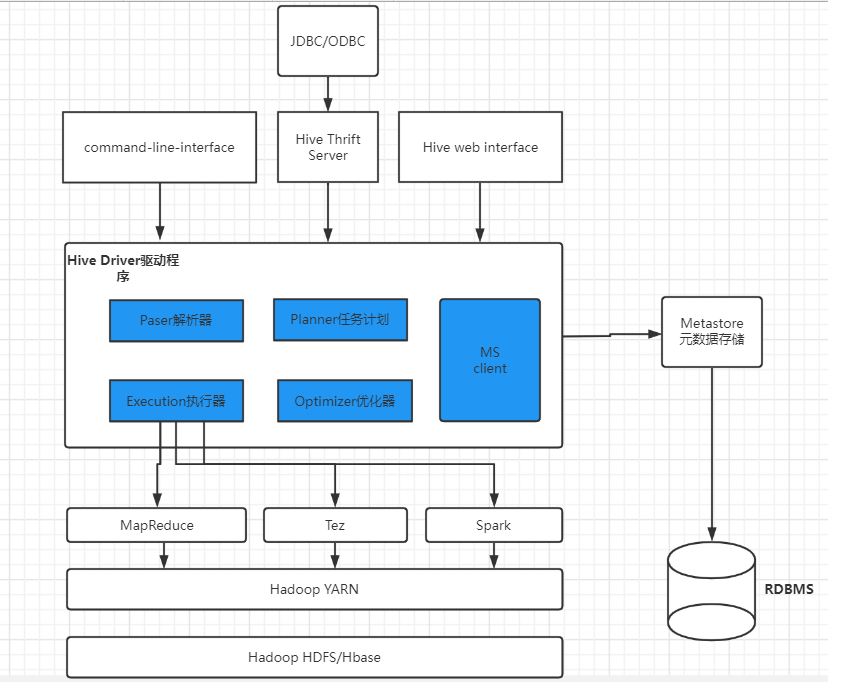 JDBC/ODBC
command-line-interface
Hive Thrift
Server
Hive web interface
Hive Driver驱动程
序
Paser解析器
Planner任务计划
MS
client
Execution执行器
Optimizer优化器
Metastore
元数据存储
MapReduce
Tez
Spark
Hadoop YARN
RDBMS
Hadoop HDFS/Hbase